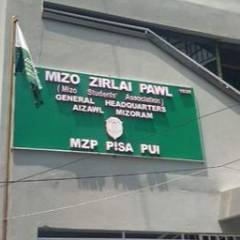 MIZO ZIRLAI PAWL
( Mizo Students' Association )
GENERAL HEADQUARTERS
AIZAWL MIZORAM
MZP PISA PUI